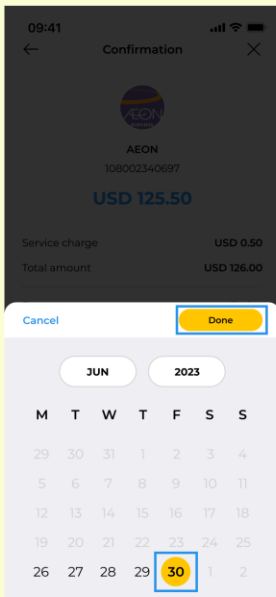 09:41
Confirmation
AEON
AEON
108002340697
USD 125.50
Service charge USD 0.50
Total amount USD 126.00
Cancel Done
JUN 2023
M T W T F S S
29 30 31 1 2 3 4
5 6 7 8 9 10 11
12 13 14 15 16 17 18
19 20 21 22 23 24 25
26 27 28 29 30 1 2